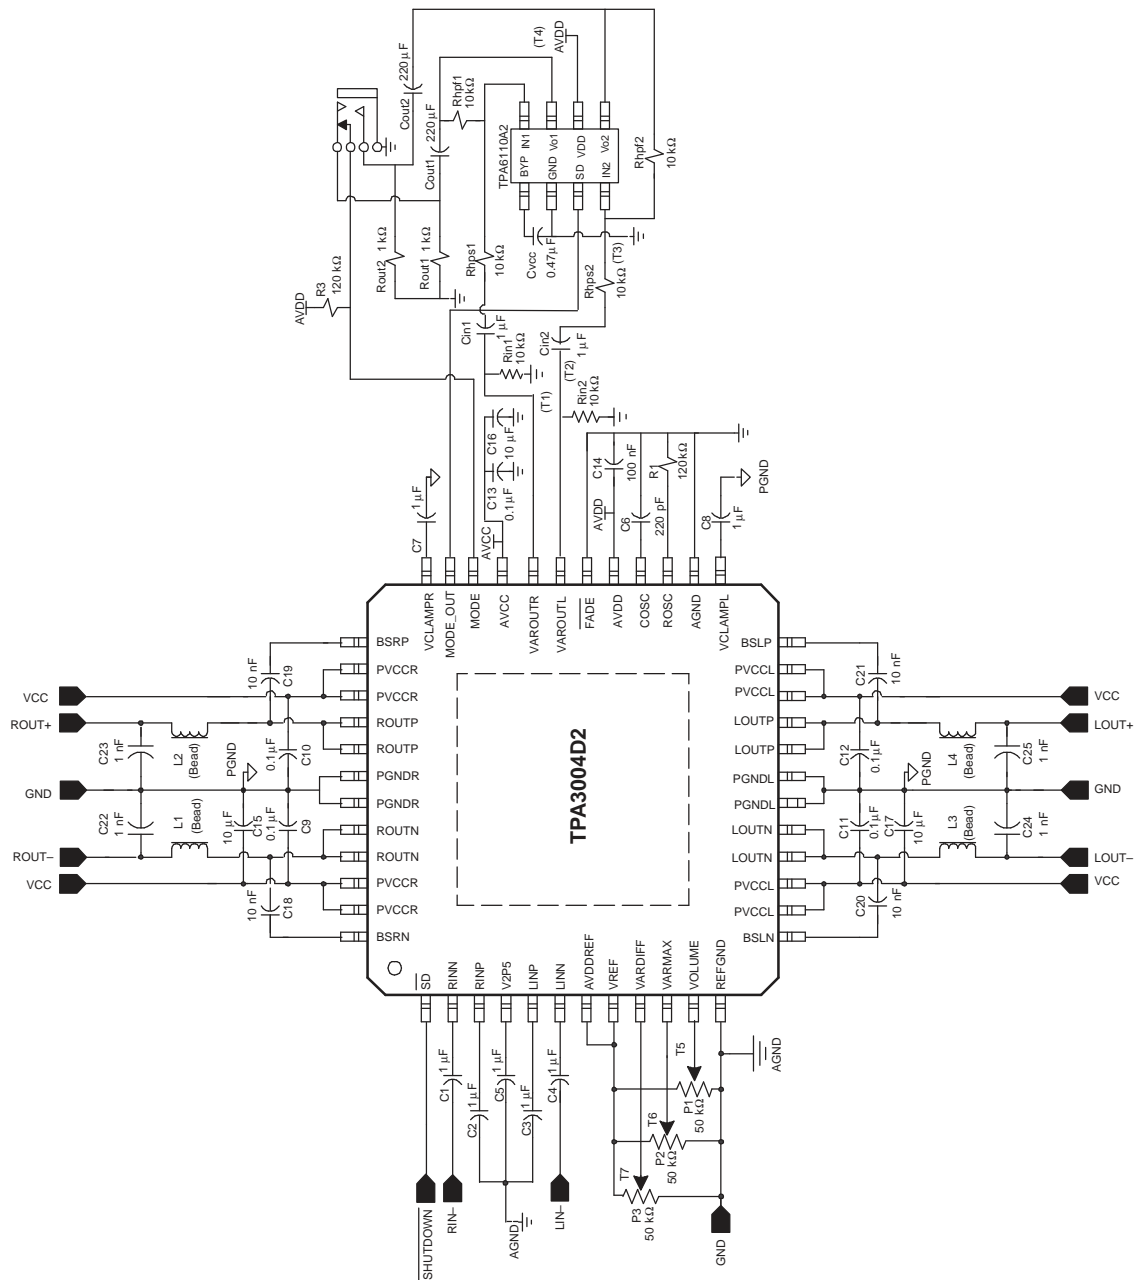 220 µF
Cout2
220 µF
Cout1
Rhpf1
10 kΩ
(T4)
AVDD
TPA6110A2
BYP IN1
GND Vo1
SD VDD
IN2 Vo2
Rhpf2
10 kΩ
R3
120 kΩ
AVDD
Rout2 1 kΩ
Rout1 1 kΩ
Rhps1
10 kΩ
Cvcc
0.47 µF
(T3)
Rhps2
10 kΩ
Cin1
1 µF
Rin1
10 kΩ
Cin2
1 µF
(T2)
(T1)
Rin2
10 kΩ
C16
10 µF
C13
0.1 µF
AVCC
C7
1 µF
C14
100 nF
AVDD
C6
220 pF
R1
120 kΩ
C8
1 µF
PGND
VCLAMPR
MODE_OUT
MODE
AVCC
VAROUTR
VAROUTL
FADE
AVDD
COSC
ROSC
AGND
VCLAMPL
BSRP
PVCCR
PVCCR
ROUTP
ROUTP
PGNDR
PGNDR
ROUTN
ROUTN
PVCCR
PVCCR
BSRN
TPA3004D2
BSLP
PVCCL
PVCCL
LOUTP
LOUTP
PGNDL
PGNDL
LOUTN
LOUTN
PVCCL
PVCCL
BSLN
VCC
ROUT+
GND
ROUT–
VCC
10 nF
C19
C23
1 nF
L2
(Bead)
PGND
0.1 µF
C10
C22
1 nF
L1
(Bead)
10 µF
C15
0.1 µF
C9
10 nF
C18
C21
10 nF
C12
0.1 µF
PGND
L4
(Bead)
C25
1 nF
C11
0.1 µF
C17
10 µF
L3
(Bead)
C24
1 nF
C20
10 nF
VCC
LOUT+
GND
LOUT–
VCC
SD
RINN
RINP
V2P5
LINP
LINN
AVDDREF
VREF
VARDIFF
VARMAX
VOLUME
REFGND
C1
1 µF
C2
1 µF
C5
1 µF
C3
1 µF
C4
1 µF
SHUTDOWN
RIN–
AGND
LIN–
T5
P1
50 kΩ
T6
P2
50 kΩ
T7
P3
50 kΩ
AGND
GND